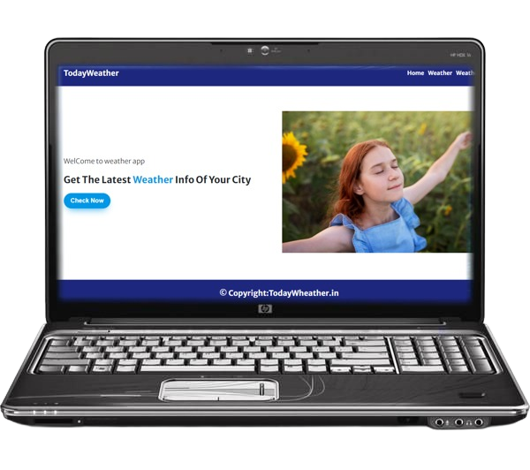 TodayWeather
Home Weather Weath
WelCome to weather app
Get The Latest Weather Info Of Your City
Check Now
© Copyright:TodayWheather.in
hp